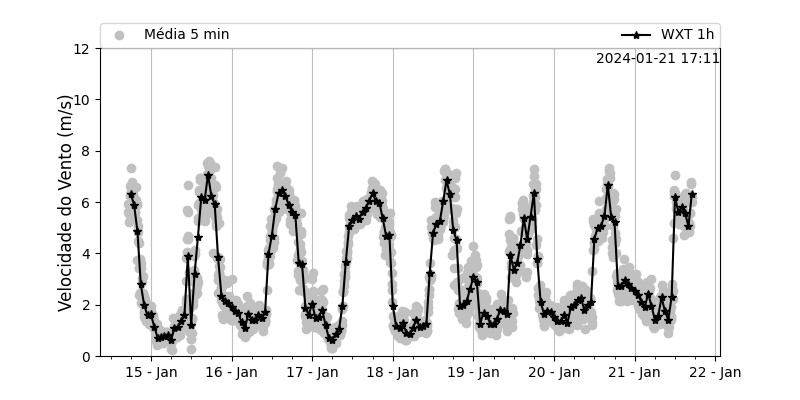 Média 5 min
WXT 1h
2024-01-21 17:11
Velocidade do Vento (m/s)
12
10
8
6
4
2
0
15 - Jan
16 - Jan
17 - Jan
18 - Jan
19 - Jan
20 - Jan
21 - Jan
22 - Jan